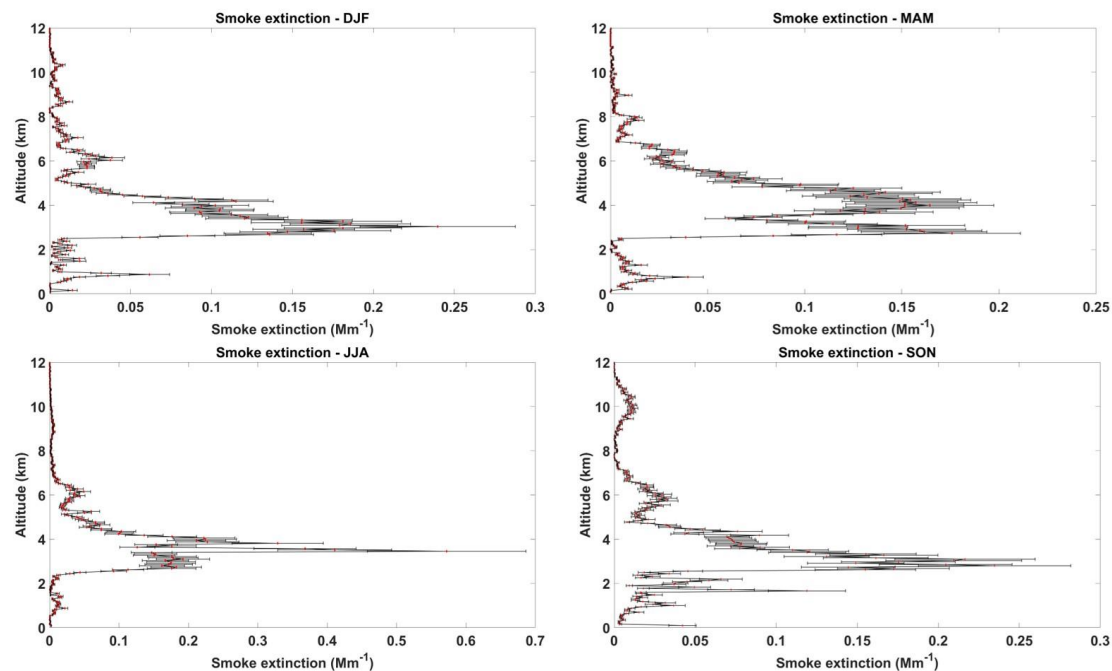 Smoke extinction - DJF
12
10
8
6
4
2
0
Altitude (km)
0 0.05 0.1 0.15 0.2 0.25 0.3
Smoke extinction (Mm⁻¹)
Smoke extinction - MAM
12
10
8
6
4
2
0
Altitude (km)
0 0.05 0.1 0.15 0.2 0.25
Smoke extinction (Mm⁻¹)
Smoke extinction - JJA
12
10
8
6
4
2
0
Altitude (km)
0 0.1 0.2 0.3 0.4 0.5 0.6 0.7
Smoke extinction (Mm⁻¹)
Smoke extinction - SON
12
10
8
6
4
2
0
Altitude (km)
0 0.05 0.1 0.15 0.2 0.25 0.3
Smoke extinction (Mm⁻¹)